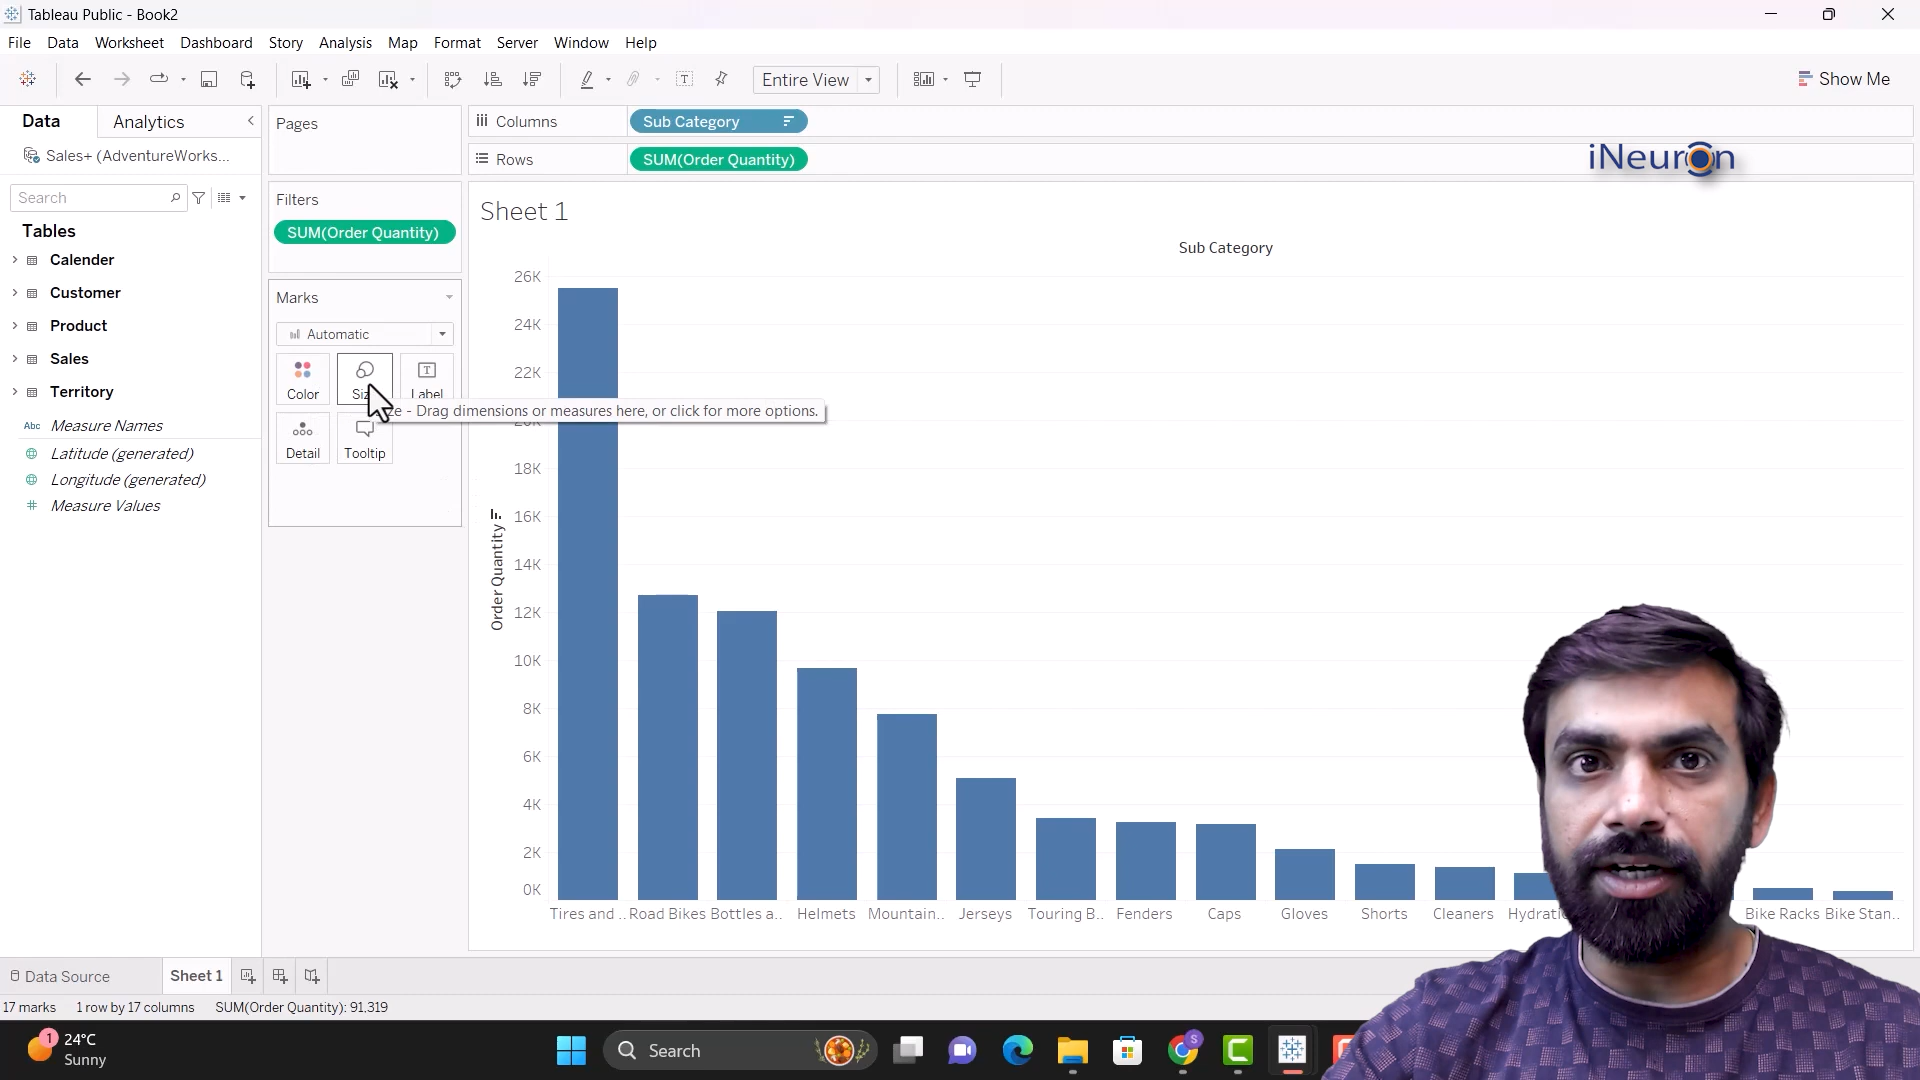 Tableau Public - Book2
File Data Worksheet Dashboard Story Analysis Map Format Server Window Help
Entire View
Show Me
Data Analytics
Sales+ (AdventureWorks...
Search
Tables
Calender
Customer
Product
Sales
Territory
Abc Measure Names
Latitude (generated)
Longitude (generated)
# Measure Values
Pages
Filters
SUM(Order Quantity)
Marks
Automatic
Color
Label
Detail
Tooltip
- Drag dimensions or measures here, or click for more options.
Columns
Sub Category
Rows
SUM(Order Quantity)
iNeuron
Sheet 1
Sub Category
26K
24K
22K
18K
16K
14K
12K
10K
8K
6K
4K
2K
0K
Order Quantity
Tires and .. Road Bikes Bottles a.. Helmets Mountain.. Jerseys Touring B.. Fenders Caps Gloves Shorts Cleaners Bike Racks Bike Stan..
Data Source
Sheet 1
17 marks 1 row by 17 columns SUM(Order Quantity): 91,319
1
24°C
Sunny
Search
S